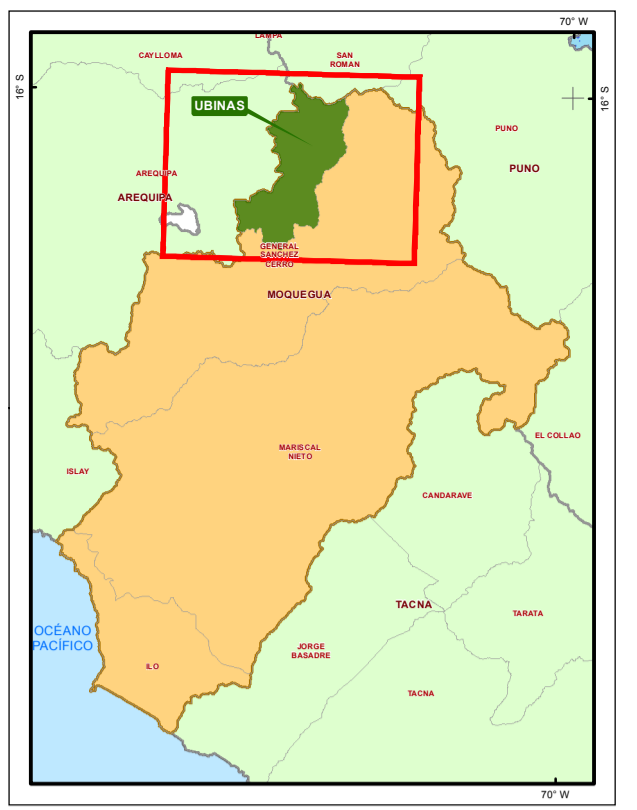 70° W
LAMPA
CAYLLOMA
SAN
ROMAN
16° S
16° S
UBINAS
PUNO
PUNO
AREQUIPA
AREQUIPA
GENERAL
SANCHEZ
CERRO
MOQUEGUA
EL COLLAO
MARISCAL
NIETO
ISLAY
CANDARAVE
TACNA
TARATA
OCÉANO
PACÍFICO
JORGE
BASADRE
ILO
TACNA
70° W